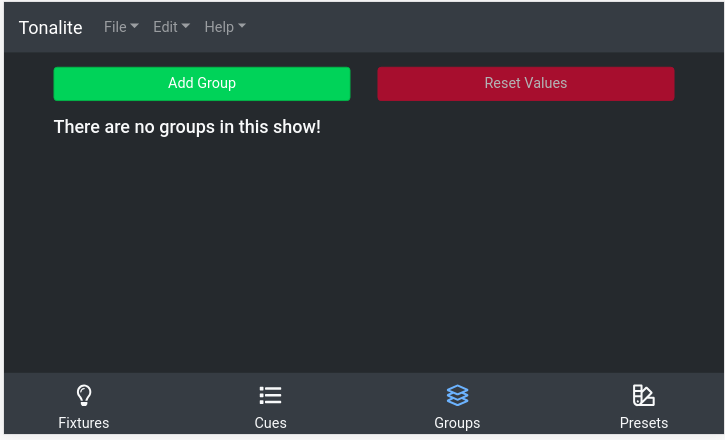 Tonalite File Edit Help
Add Group Reset Values
There are no groups in this show!
Fixtures Cues Groups Presets